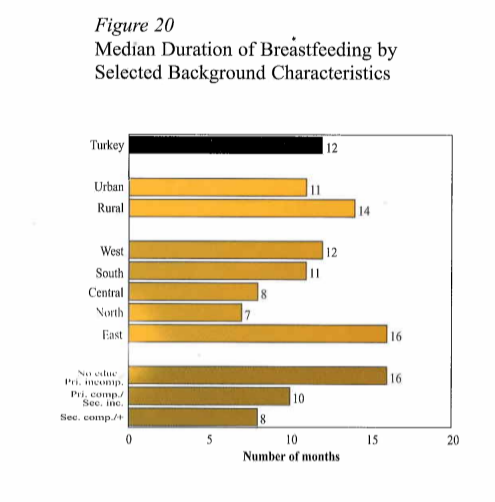 Figure 20
Median Duration of Breastfeeding by
Selected Background Characteristics
Turkey 12
Urban 11
Rural 14
West 12
South 11
Central 8
North 7
East 16
No educ
Pri. incomp. 16
Pri. comp./
Sec. inc. 10
Sec. comp./+ 8
0 5 10 15 20
Number of months